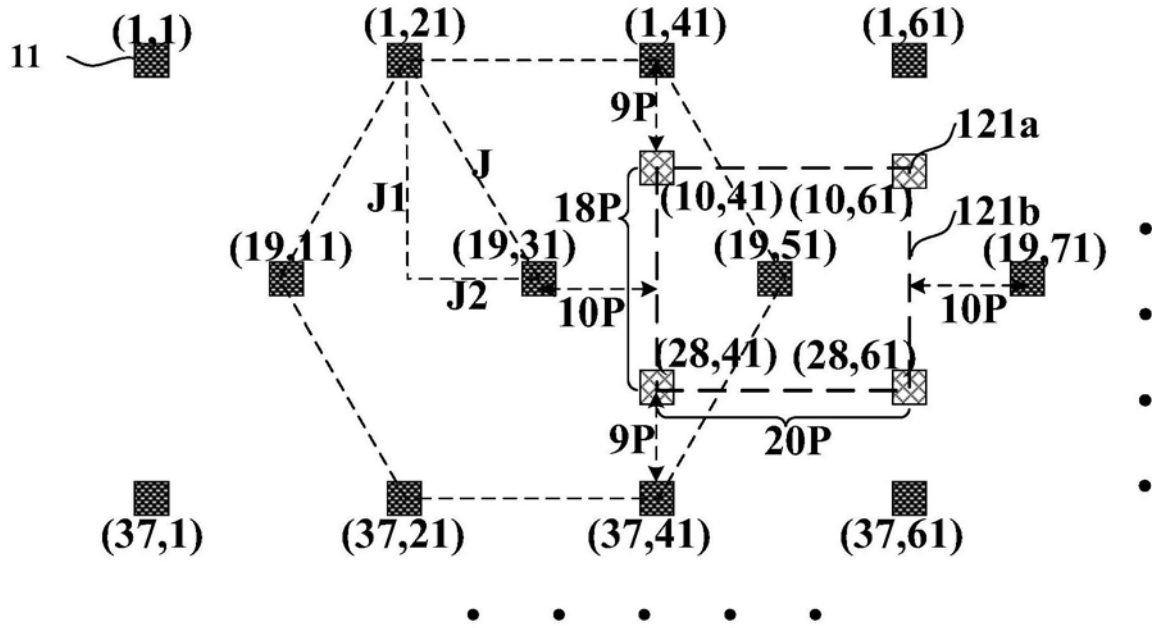 (1,1) (1,21) (1,41) (1,61)
11
9P
121a
J
(10,41) (10,61)
J1
18P
121b
(19,11) (19,31) (19,51) (19,71)
J2
10P 10P
(28,41) (28,61)
9P
20P
(37,1) (37,21) (37,41) (37,61)